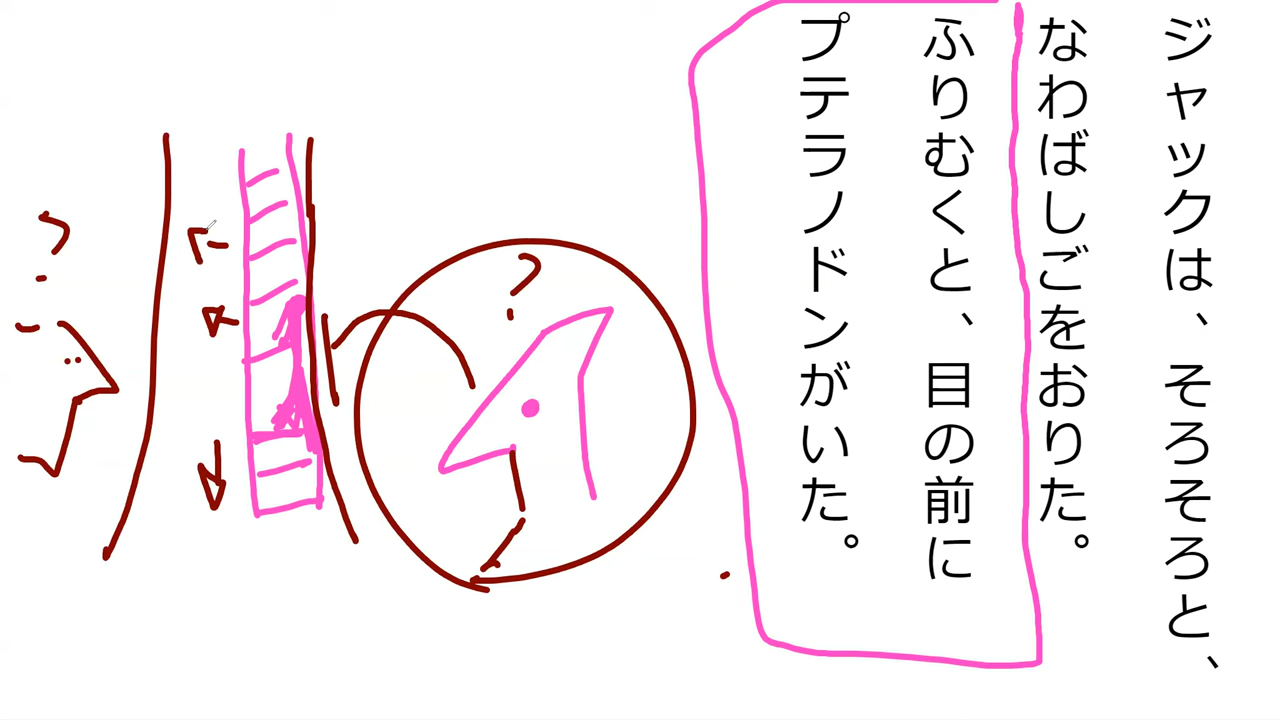 ジャックは、そろそろと、
なわばしごをおりた。
ふりむくと、目の前に
プテラノドンがいた。
?
?